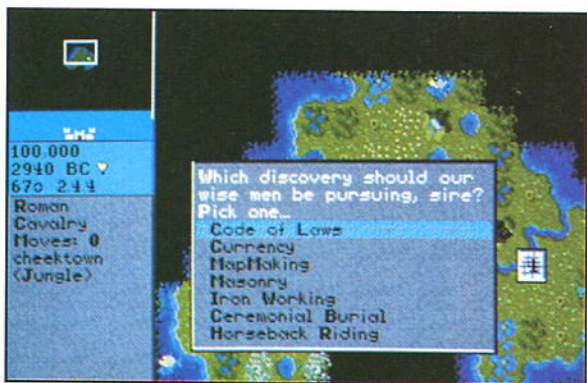 100,000
2940 BC
67◊ 2.4.4
Roman
Cavalry
Moves: 0
cheektown
(Jungle)
Which discovery should our
wise men be pursuing, sire?
Pick one...
Code of Laws
Currency
MapMaking
Masonry
Iron Working
Ceremonial Burial
Horseback Riding